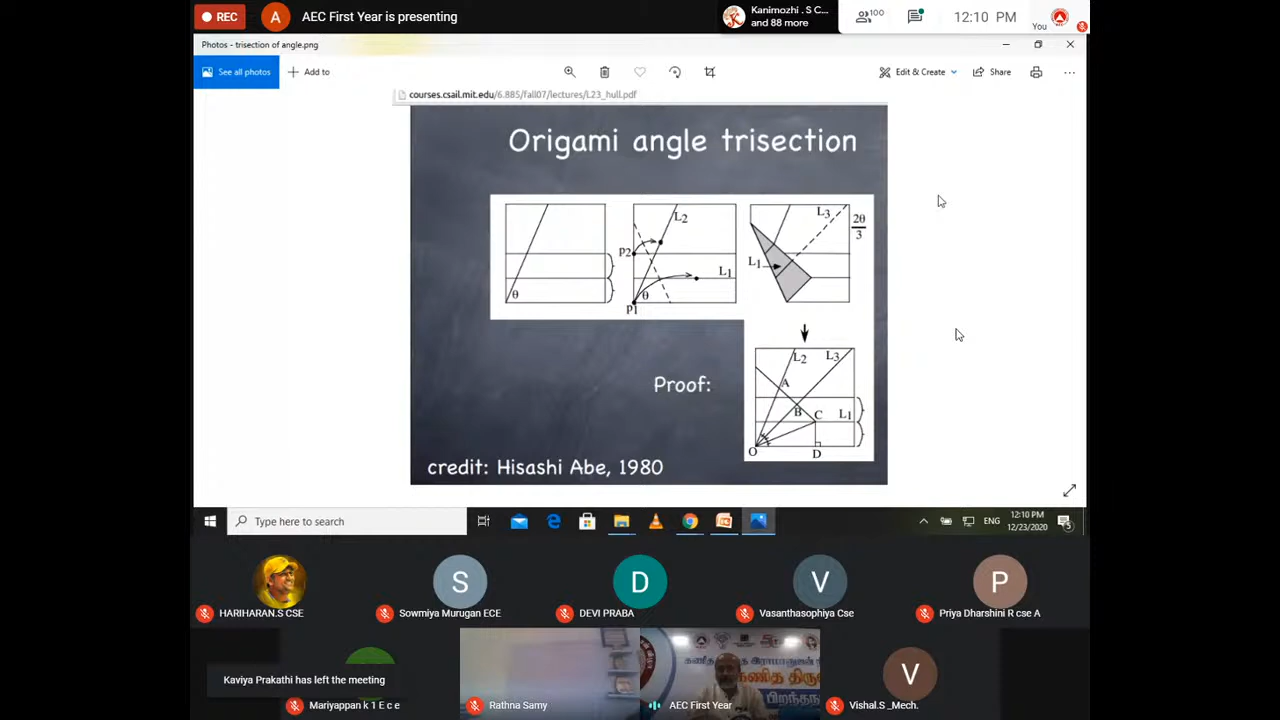 REC
A
AEC First Year is presenting
Kanimozhi . S C...
and 88 more
100
12:10 PM
You
Photos - trisection of angle.png
See all photos
Add to
Edit & Create
Share
courses.csail.mit.edu/6.885/fall07/lectures/L23_hull.pdf
Origami angle trisection
θ
L2
P2
L1
θ
P1
L3
2θ
3
L1
Proof:
L2
L3
A
B
C
L1
O
D
credit: Hisashi Abe, 1980
Type here to search
ENG
12:10 PM
12/23/2020
5
HARIHARAN.S CSE
S
Sowmiya Murugan ECE
D
DEVI PRABA
V
Vasanthasophiya Cse
P
Priya Dharshini R cse A
Kaviya Prakathi has left the meeting
Mariyappan k 1 E c e
Rathna Samy
AEC First Year
V
Vishal.S _Mech.